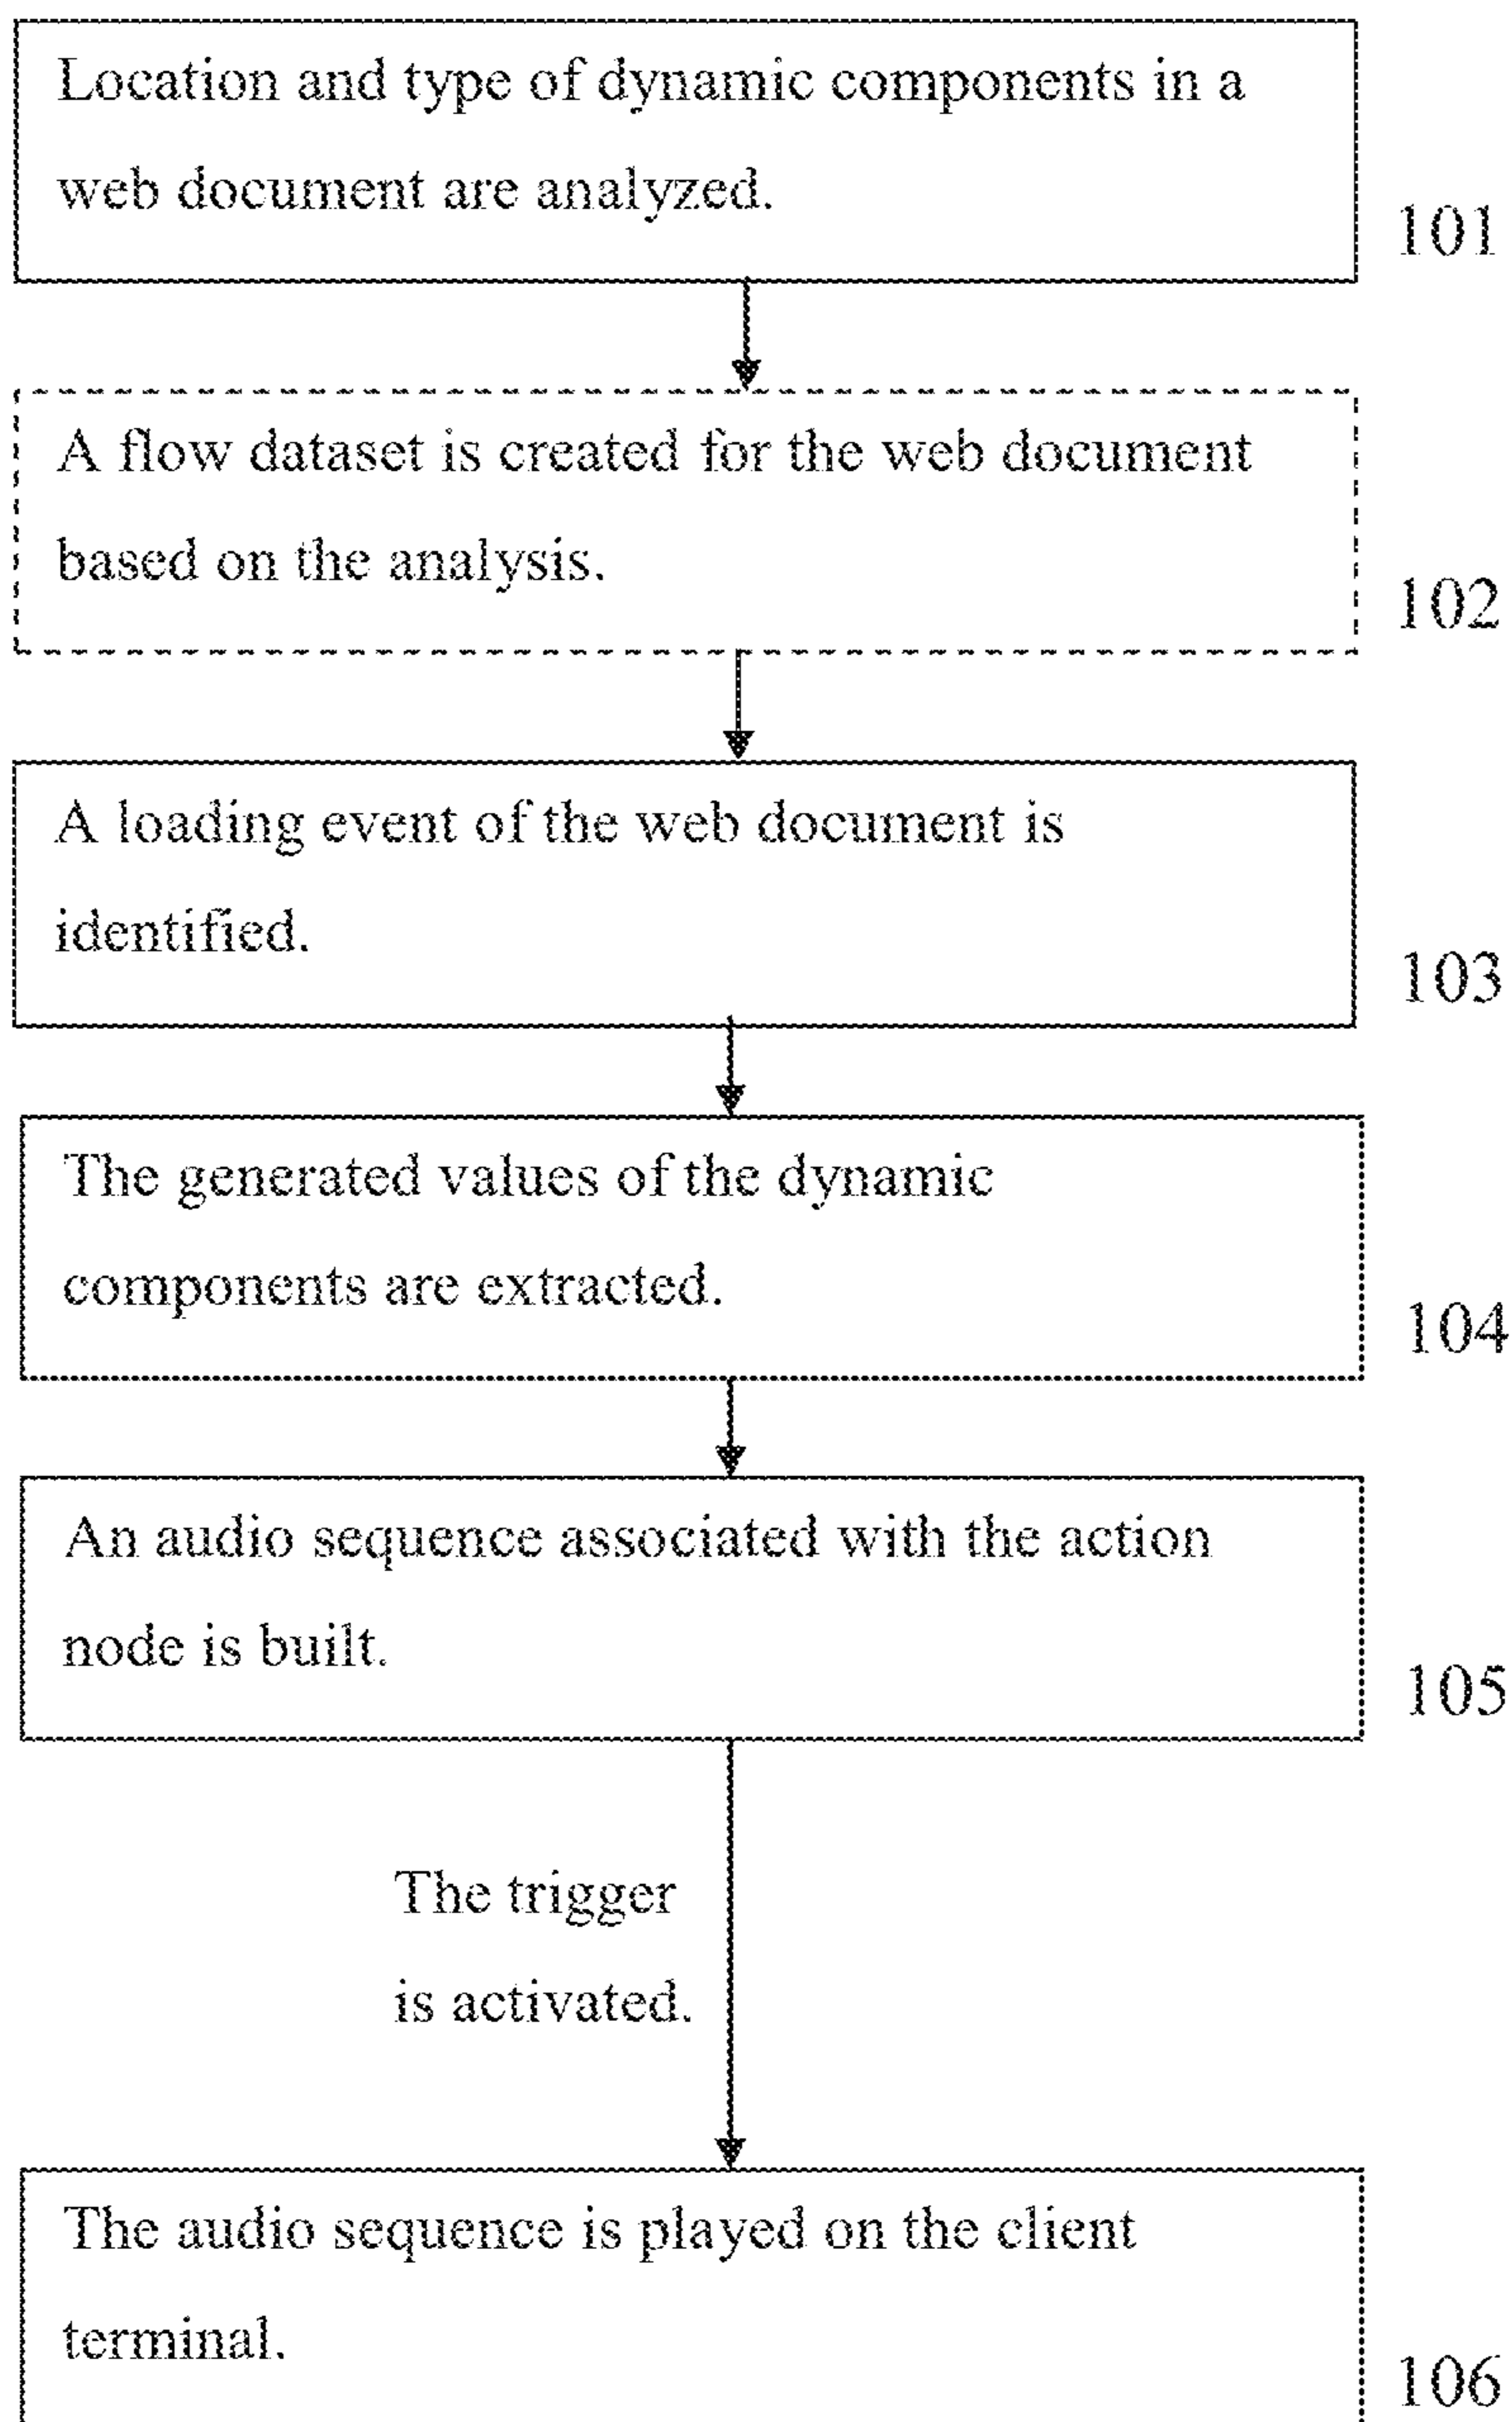 Location and type of dynamic components in a
web document are analyzed.
101
A flow dataset is created for the web document
based on the analysis.
102
A loading event of the web document is
identified.
103
The generated values of the dynamic
components are extracted.
104
An audio sequence associated with the action
node is built.
105
The trigger
is activated.
The audio sequence is played on the client
terminal.
106